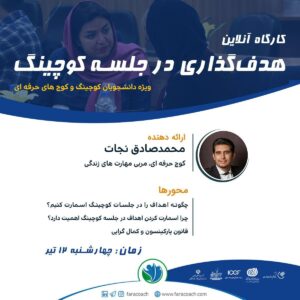 کارگاه آنلاین
هدف‌گذاری در جلسه کوچینگ
ویژه دانشجویان کوچینگ و کوچ های حرفه ای
ارائه دهنده
محمدصادق نجات
کوچ حرفه ای، مربی مهارت های زندگی
محورها
چگونه اهداف را در جلسات کوچینگ اسمارت کنیم؟
چرا اسمارت کردن اهداف در جلسه کوچینگ اهمیت دارد؟
قانون پارکینسون و کمال گرایی
زمان : چهارشنبه ۱۲ تیر
faracoach
www.faracoach.com